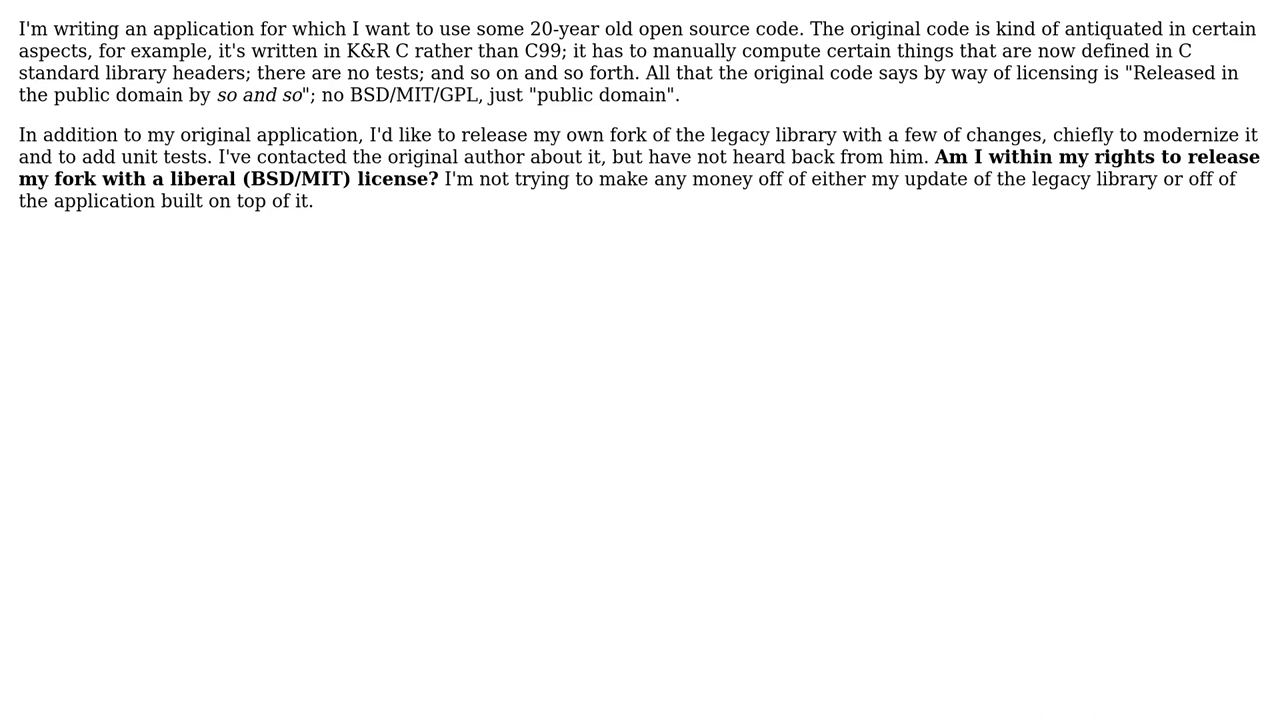 I'm writing an application for which I want to use some 20-year old open source code. The original code is kind of antiquated in certain
aspects, for example, it's written in K&R C rather than C99; it has to manually compute certain things that are now defined in C
standard library headers; there are no tests; and so on and so forth. All that the original code says by way of licensing is "Released in
the public domain by so and so"; no BSD/MIT/GPL, just "public domain".
In addition to my original application, I'd like to release my own fork of the legacy library with a few of changes, chiefly to modernize it
and to add unit tests. I've contacted the original author about it, but have not heard back from him. Am I within my rights to release
my fork with a liberal (BSD/MIT) license? I'm not trying to make any money off of either my update of the legacy library or off of
the application built on top of it.